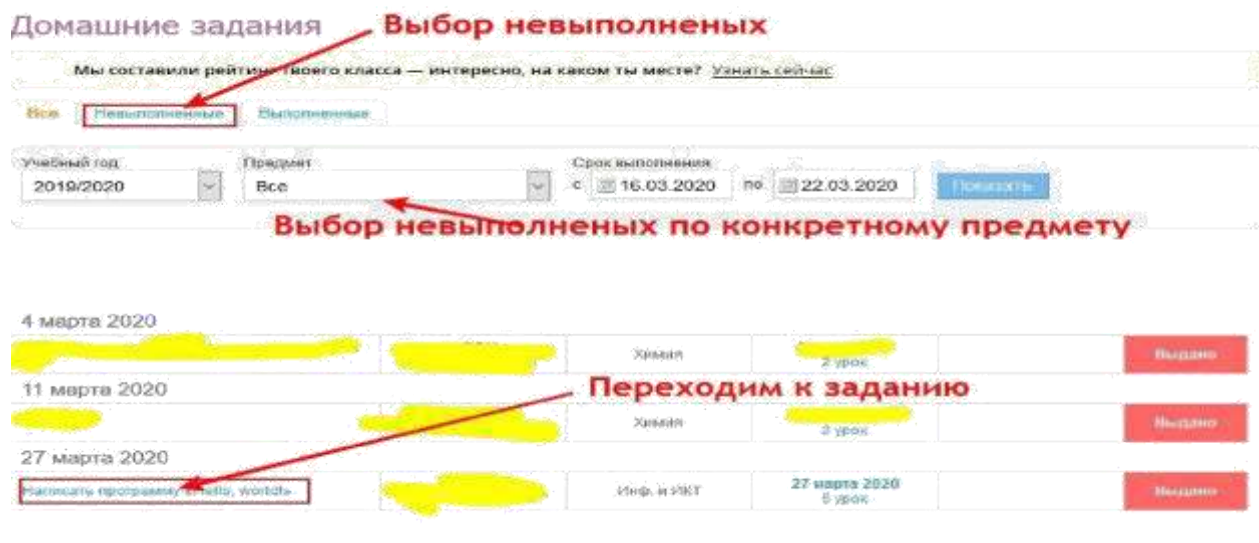 Домашние задания
Выбор невыполненых
Мы составили рейтинг твоего класса — интересно, на каком ты месте? Узнать сейчас
Все Невыполненные Выполненные
Учебный год Предмет Срок выполнения
2019/2020 Все с 16.03.2020 по 22.03.2020 Показать
Выбор невыполненых по конкретному предмету
4 марта 2020
Химия 2 урок Выдано
11 марта 2020
Переходим к заданию
Химия урок Выдано
27 марта 2020
Написать программу «Hello, world!» Инф. и ИКТ 27 марта 2020 Выдано
урок